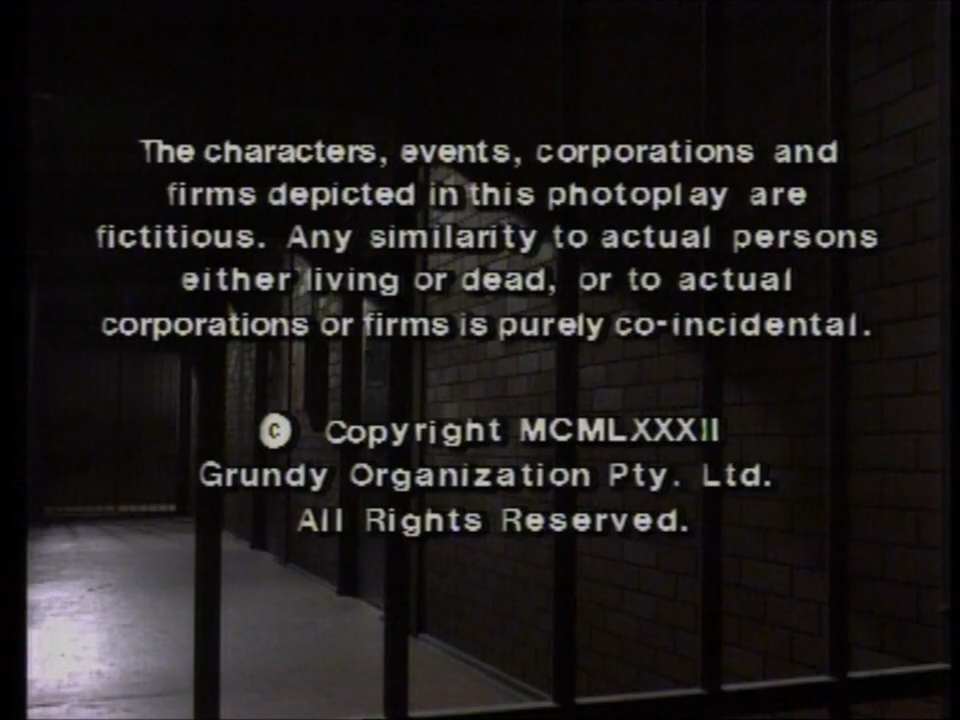 The characters, events, corporations and
firms depicted in this photoplay are
fictitious. Any similarity to actual persons
either living or dead, or to actual
corporations or firms is purely co-incidental.
© Copyright MCMLXXXII
Grundy Organization Pty. Ltd.
All Rights Reserved.